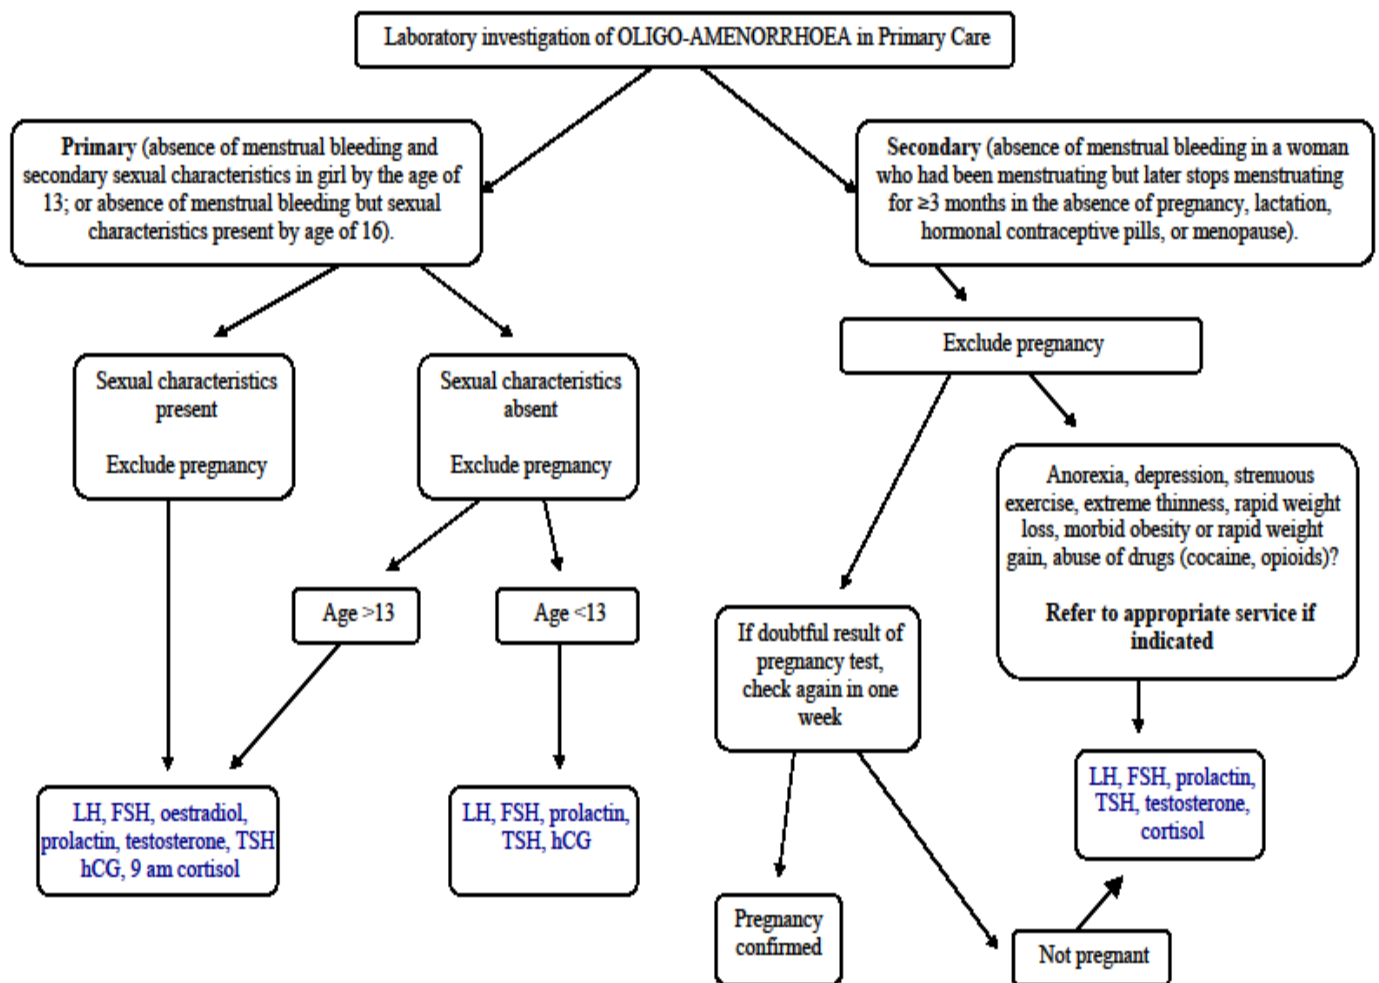 Laboratory investigation of OLIGO-AMENORRHOEA in Primary Care
Primary (absence of menstrual bleeding and
secondary sexual characteristics in girl by the age of
13; or absence of menstrual bleeding but sexual
characteristics present by age of 16).
Secondary (absence of menstrual bleeding in a woman
who had been menstruating but later stops menstruating
for ≥3 months in the absence of pregnancy, lactation,
hormonal contraceptive pills, or menopause).
Exclude pregnancy
Sexual characteristics
present
Exclude pregnancy
Sexual characteristics
absent
Exclude pregnancy
Anorexia, depression, strenuous
exercise, extreme thinness, rapid weight
loss, morbid obesity or rapid weight
gain, abuse of drugs (cocaine, opioids)?
Refer to appropriate service if
indicated
Age >13
Age <13
If doubtful result of
pregnancy test,
check again in one
week
LH, FSH, oestradiol,
prolactin, testosterone, TSH
hCG, 9 am cortisol
LH, FSH, prolactin,
TSH, hCG
LH, FSH, prolactin,
TSH, testosterone,
cortisol
Pregnancy
confirmed
Not pregnant